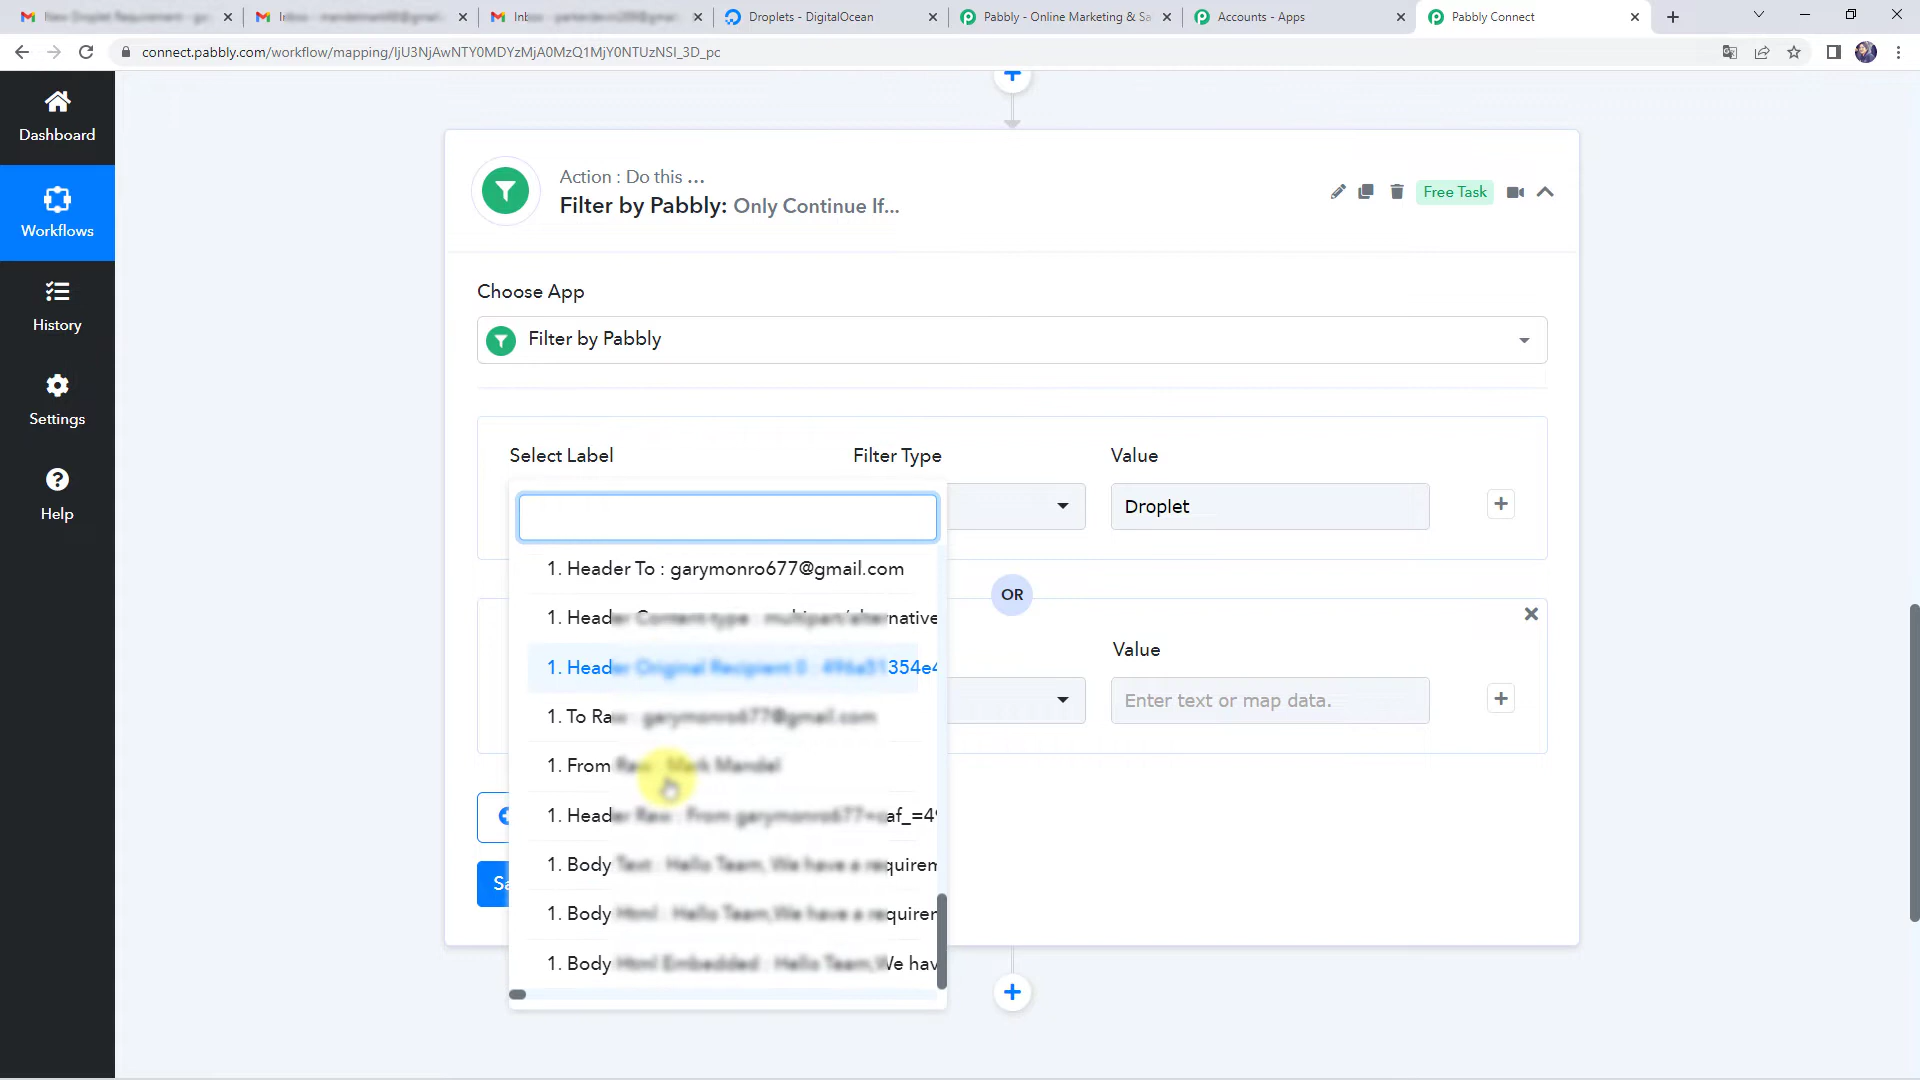 Droplets - DigitalOcean
Pabbly - Online Marketing & Sa
Accounts - Apps
Pabbly Connect
connect.pabbly.com/workflow/mapping/IjU3NjAwNTY0MDYzMjA0MzQ1MjY0NTUzNSI_3D_pc
Dashboard
Workflows
History
Settings
Help
Action : Do this ...
Filter by Pabbly: Only Continue If...
Free Task
Choose App
Filter by Pabbly
Select Label
Filter Type
Value
Droplet
1. Header To : garymonro677@gmail.com
OR
1. Header Content-type : multipart/alternative
1. Header Original Recipient 0 :
Value
Enter text or map data.
1. To Raw : garymonro677@gmail.com
1. From Raw : Mark Mandel
1. Header Raw : From garymonro677+caf_=49
1. Body Text : Hello Team, We have a requirem
Sa
1. Body Html : Hello Team,We have a requirem
1. Body Html Embedded : Hello Team,We hav